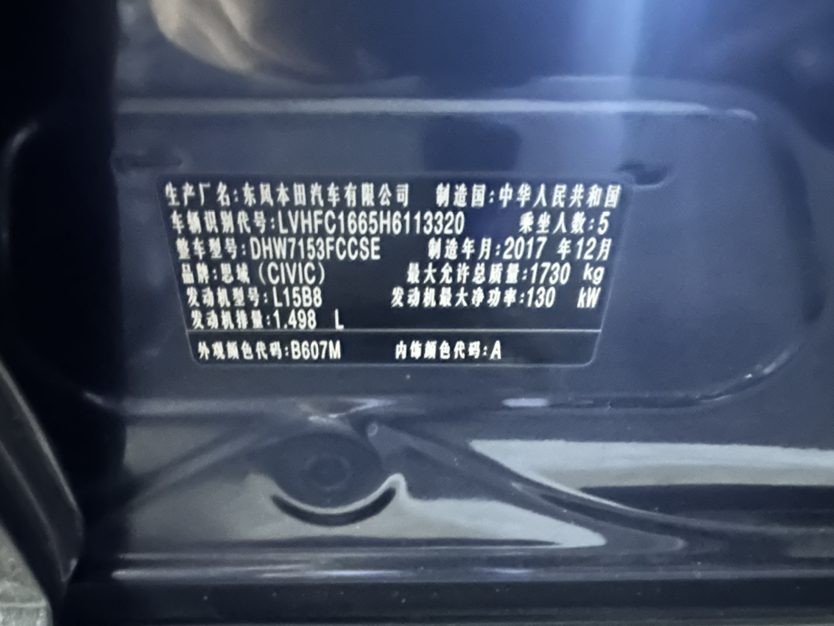 生产厂名:东风本田汽车有限公司 制造国:中华人民共和国
车辆识别代号:LVHFC1665H6113320 乘坐人数:5
整车型号:DHW7153FCCSE 制造年月:2017 年12月
品牌:思域(CIVIC) 最大允许总质量:1730 kg
发动机型号:L15B8 发动机最大净功率:130 kW
发动机排量:1.498 L
外观颜色代码:B607M 内饰颜色代码:A